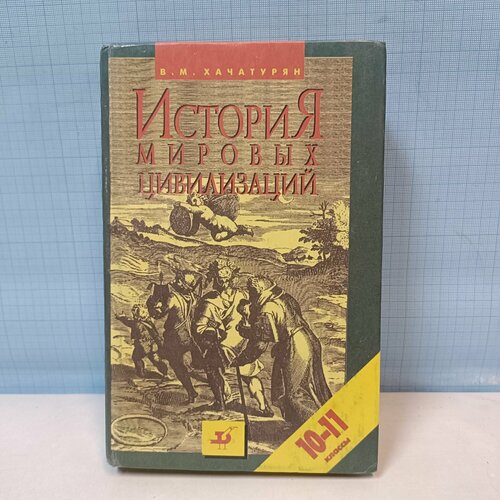 В. М. ХАЧАТУРЯН
ИСТОРИЯ
МИРОВЫХ
ЦИВИЛИЗАЦИЙ
10-11
КЛАССЫ